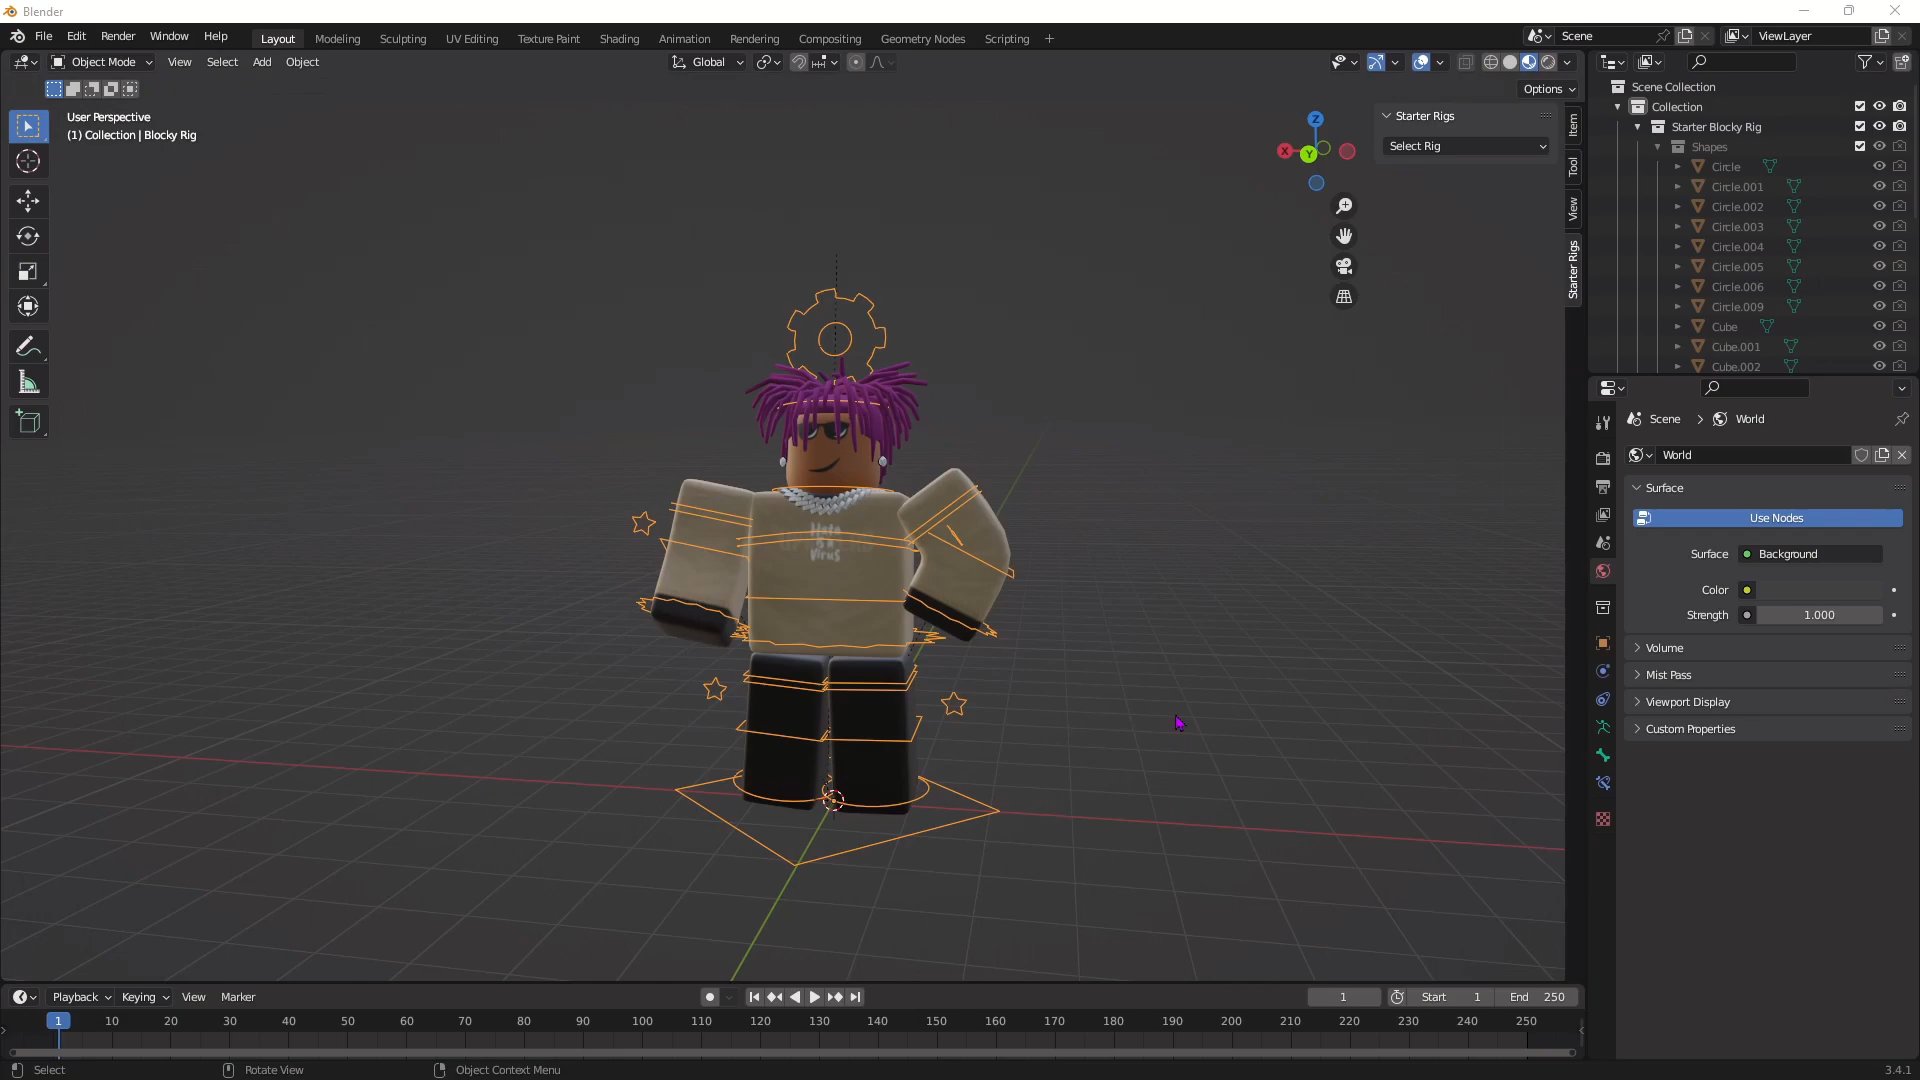 Blender
File Edit Render Window Help Layout Modeling Sculpting UV Editing Texture Paint Shading Animation Rendering Compositing Geometry Nodes Scripting + Scene ViewLayer
Object Mode View Select Add Object Global
Options
User Perspective
(1) Collection | Blocky Rig
Z
X
Y
Starter Rigs
Select Rig
Item
Tool
View
Starter Rigs
Scene Collection
Collection
Starter Blocky Rig
Shapes
Circle
Circle.001
Circle.002
Circle.003
Circle.004
Circle.005
Circle.006
Circle.009
Cube
Cube.001
Cube.002
Scene > World
World
Surface
Use Nodes
Surface Background
Color
Strength 1.000
Volume
Mist Pass
Viewport Display
Custom Properties
Virus
Playback Keying View Marker 1 Start 1 End 250
1 10 20 30 40 50 60 70 80 90 100 110 120 130 140 150 160 170 180 190 200 210 220 230 240 250
Select Rotate View Object Context Menu 3.4.1